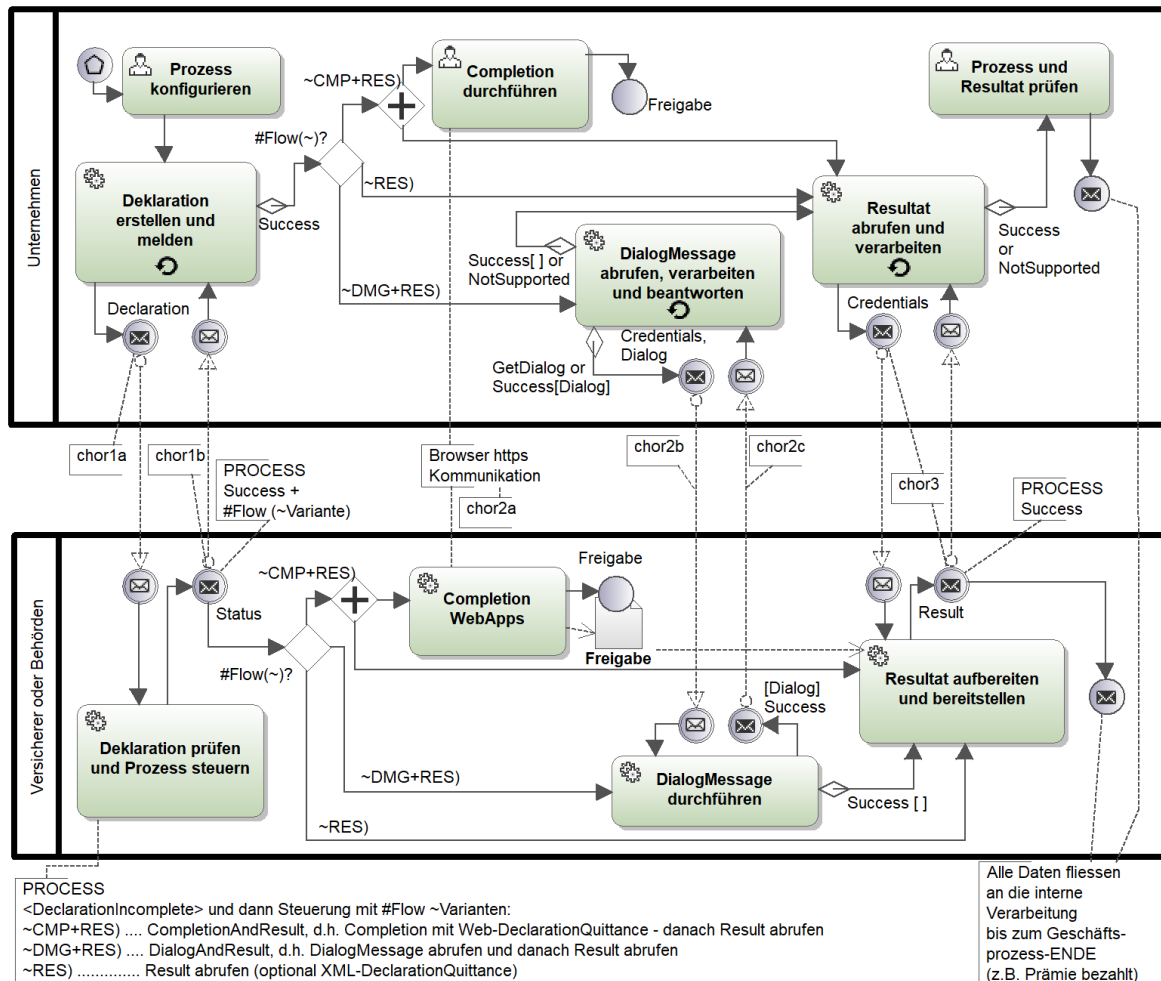 Unternehmen
Prozess
konfigurieren
~CMP+RES)
Completion
durchführen
Freigabe
Prozess und
Resultat prüfen
#Flow(~)?
Deklaration
erstellen und
melden
Success
~RES)
Resultat
abrufen und
verarbeiten
Success
or
NotSupported
Success[ ] or
NotSupported
DialogMessage
abrufen, verarbeiten
und beantworten
~DMG+RES)
Declaration
Credentials,
Dialog
GetDialog or
Success[Dialog]
Credentials
chor1a
chor1b
PROCESS
Success +
#Flow (~Variante)
Browser https
Kommunikation
chor2a
chor2b
chor2c
chor3
PROCESS
Success
Versicherer oder Behörden
Status
~CMP+RES)
#Flow(~)?
Completion
WebApps
Freigabe
Freigabe
Result
Resultat aufbereiten
und bereitstellen
Deklaration prüfen
und Prozess steuern
[Dialog]
Success
~DMG+RES)
DialogMessage
durchführen
Success [ ]
~RES)
PROCESS
<DeclarationIncomplete> und dann Steuerung mit #Flow ~Varianten:
~CMP+RES) .... CompletionAndResult, d.h. Completion mit Web-DeclarationQuittance - danach Result abrufen
~DMG+RES) .... DialogAndResult, d.h. DialogMessage abrufen und danach Result abrufen
~RES) ............. Result abrufen (optional XML-DeclarationQuittance)
Alle Daten fliessen
an die interne
Verarbeitung
bis zum Geschäfts-
prozess-ENDE
(z.B. Prämie bezahlt)